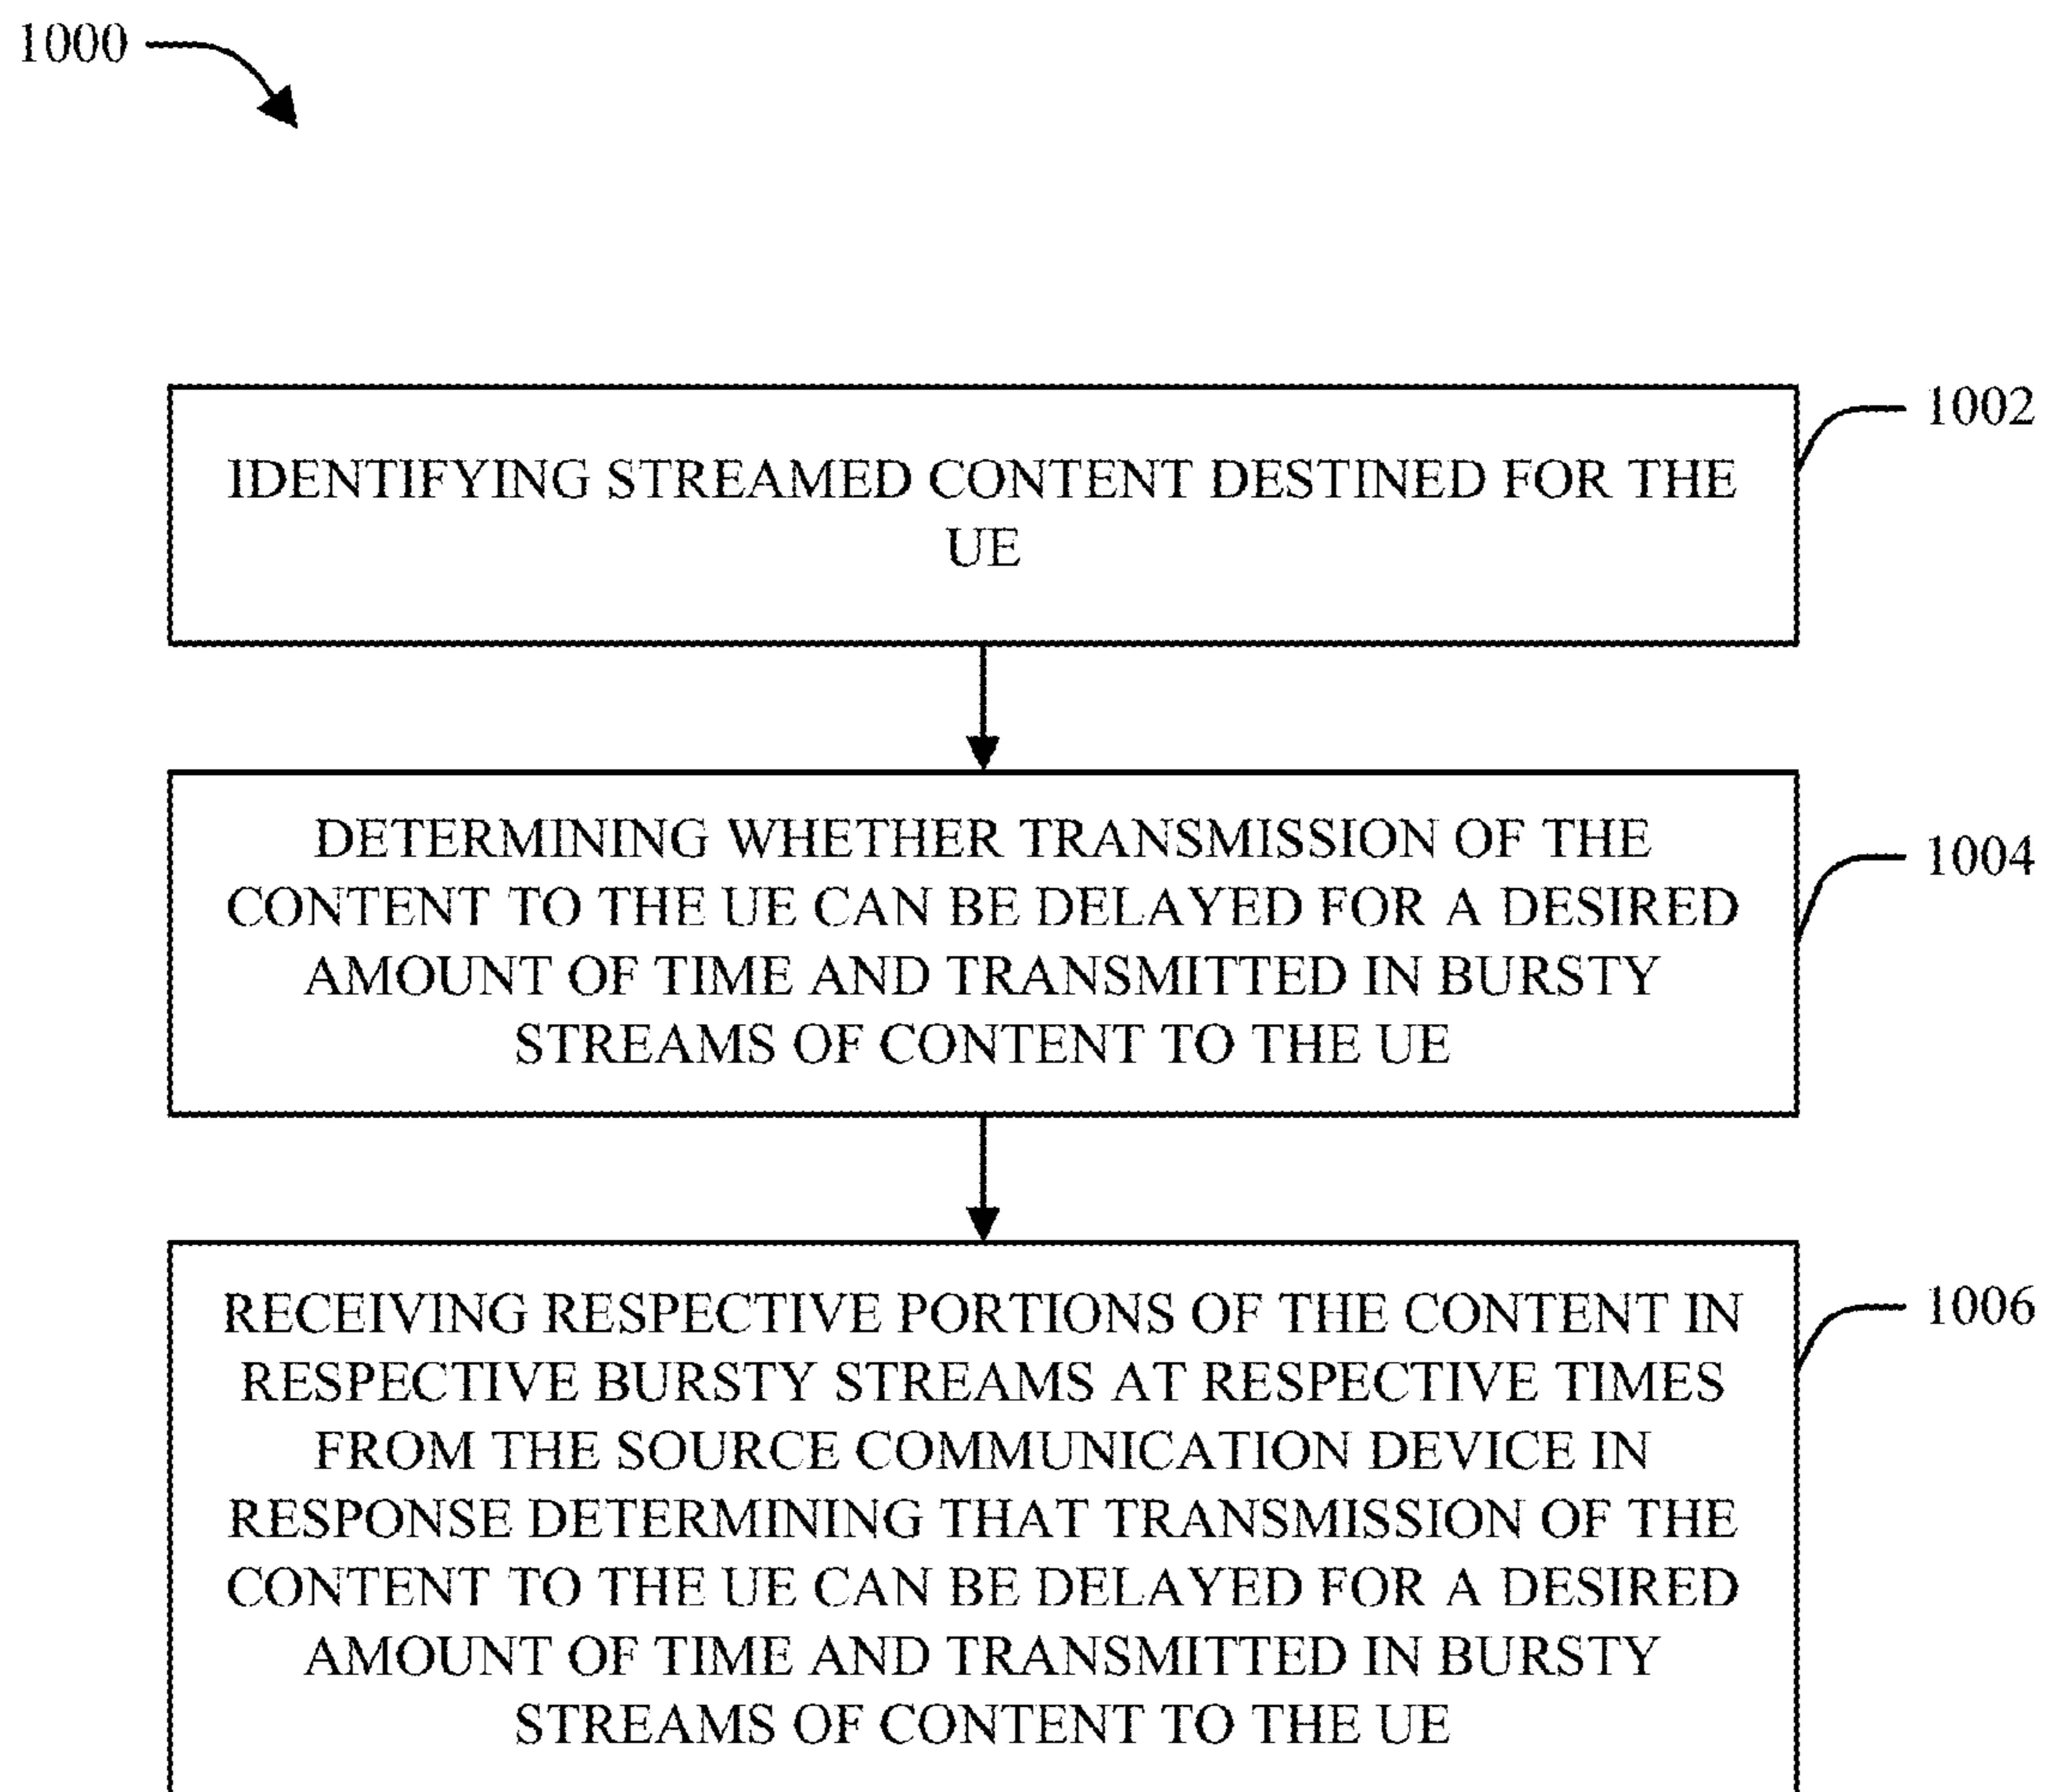 1000
IDENTIFYING STREAMED CONTENT DESTINED FOR THE
UE
1002
DETERMINING WHETHER TRANSMISSION OF THE
CONTENT TO THE UE CAN BE DELAYED FOR A DESIRED
AMOUNT OF TIME AND TRANSMITTED IN BURSTY
STREAMS OF CONTENT TO THE UE
1004
RECEIVING RESPECTIVE PORTIONS OF THE CONTENT IN
RESPECTIVE BURSTY STREAMS AT RESPECTIVE TIMES
FROM THE SOURCE COMMUNICATION DEVICE IN
RESPONSE DETERMINING THAT TRANSMISSION OF THE
CONTENT TO THE UE CAN BE DELAYED FOR A DESIRED
AMOUNT OF TIME AND TRANSMITTED IN BURSTY
STREAMS OF CONTENT TO THE UE
1006